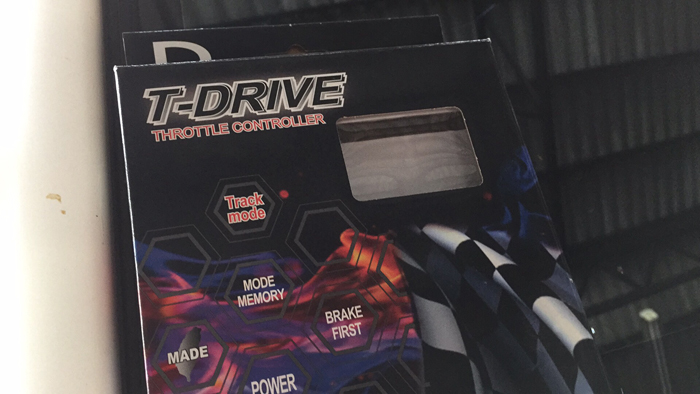 T-DRIVE
THROTTLE CONTROLLER
Track
mode
MODE
MEMORY
BRAKE
FIRST
MADE
POWER